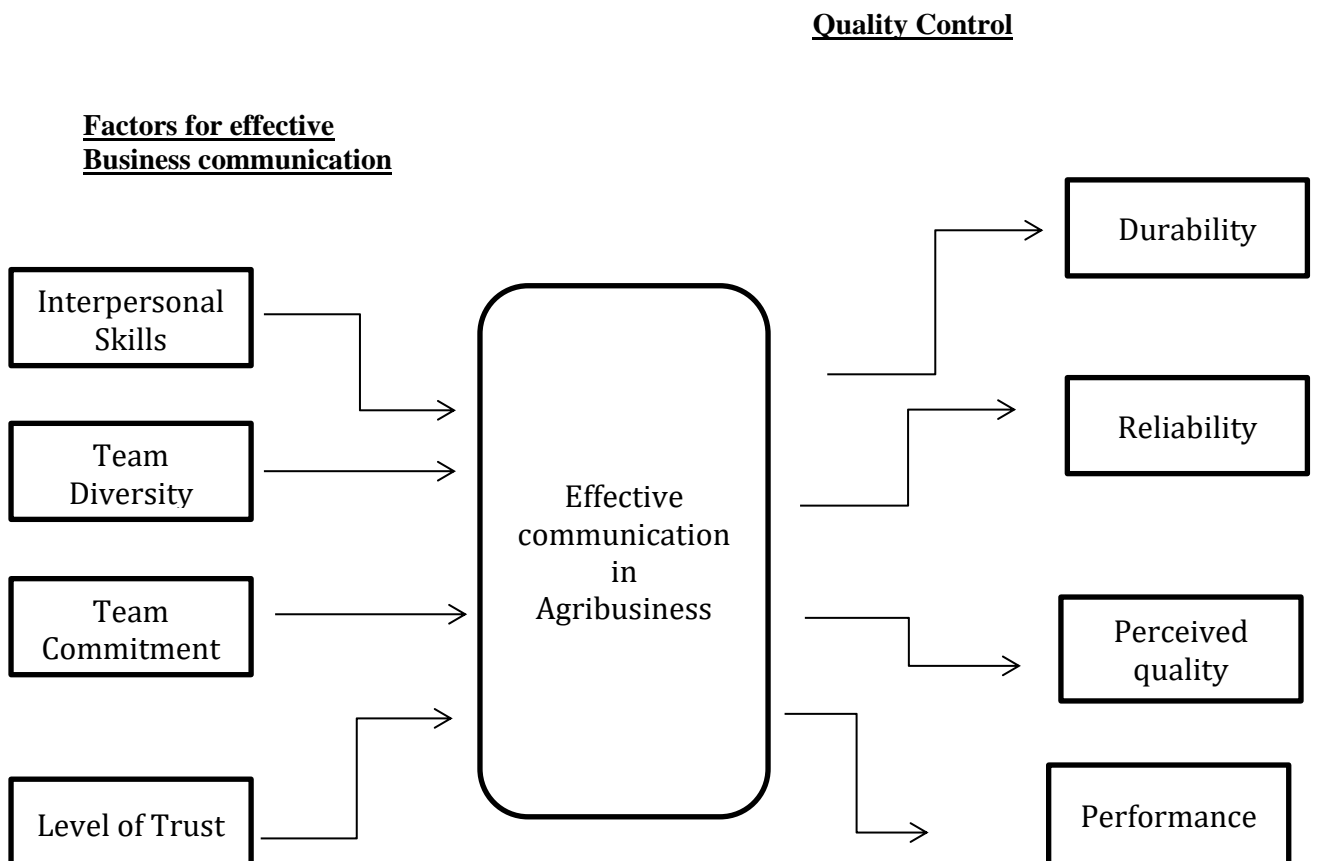 Quality Control
Factors for effective
Business communication
Interpersonal
Skills
Team
Diversity
Team
Commitment
Level of Trust
Effective
communication
in
Agribusiness
Durability
Reliability
Perceived
quality
Performance